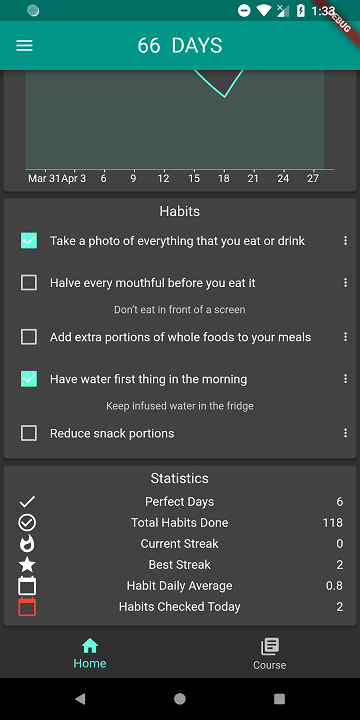 1:33
DEBUG
66 DAYS
Mar 31 Apr 3 6 9 12 15 18 21 24 27
Habits
Take a photo of everything that you eat or drink
Halve every mouthful before you eat it
Don't eat in front of a screen
Add extra portions of whole foods to your meals
Have water first thing in the morning
Keep infused water in the fridge
Reduce snack portions
Statistics
Perfect Days 6
Total Habits Done 118
Current Streak 0
Best Streak 2
Habit Daily Average 0.8
Habits Checked Today 2
Home Course